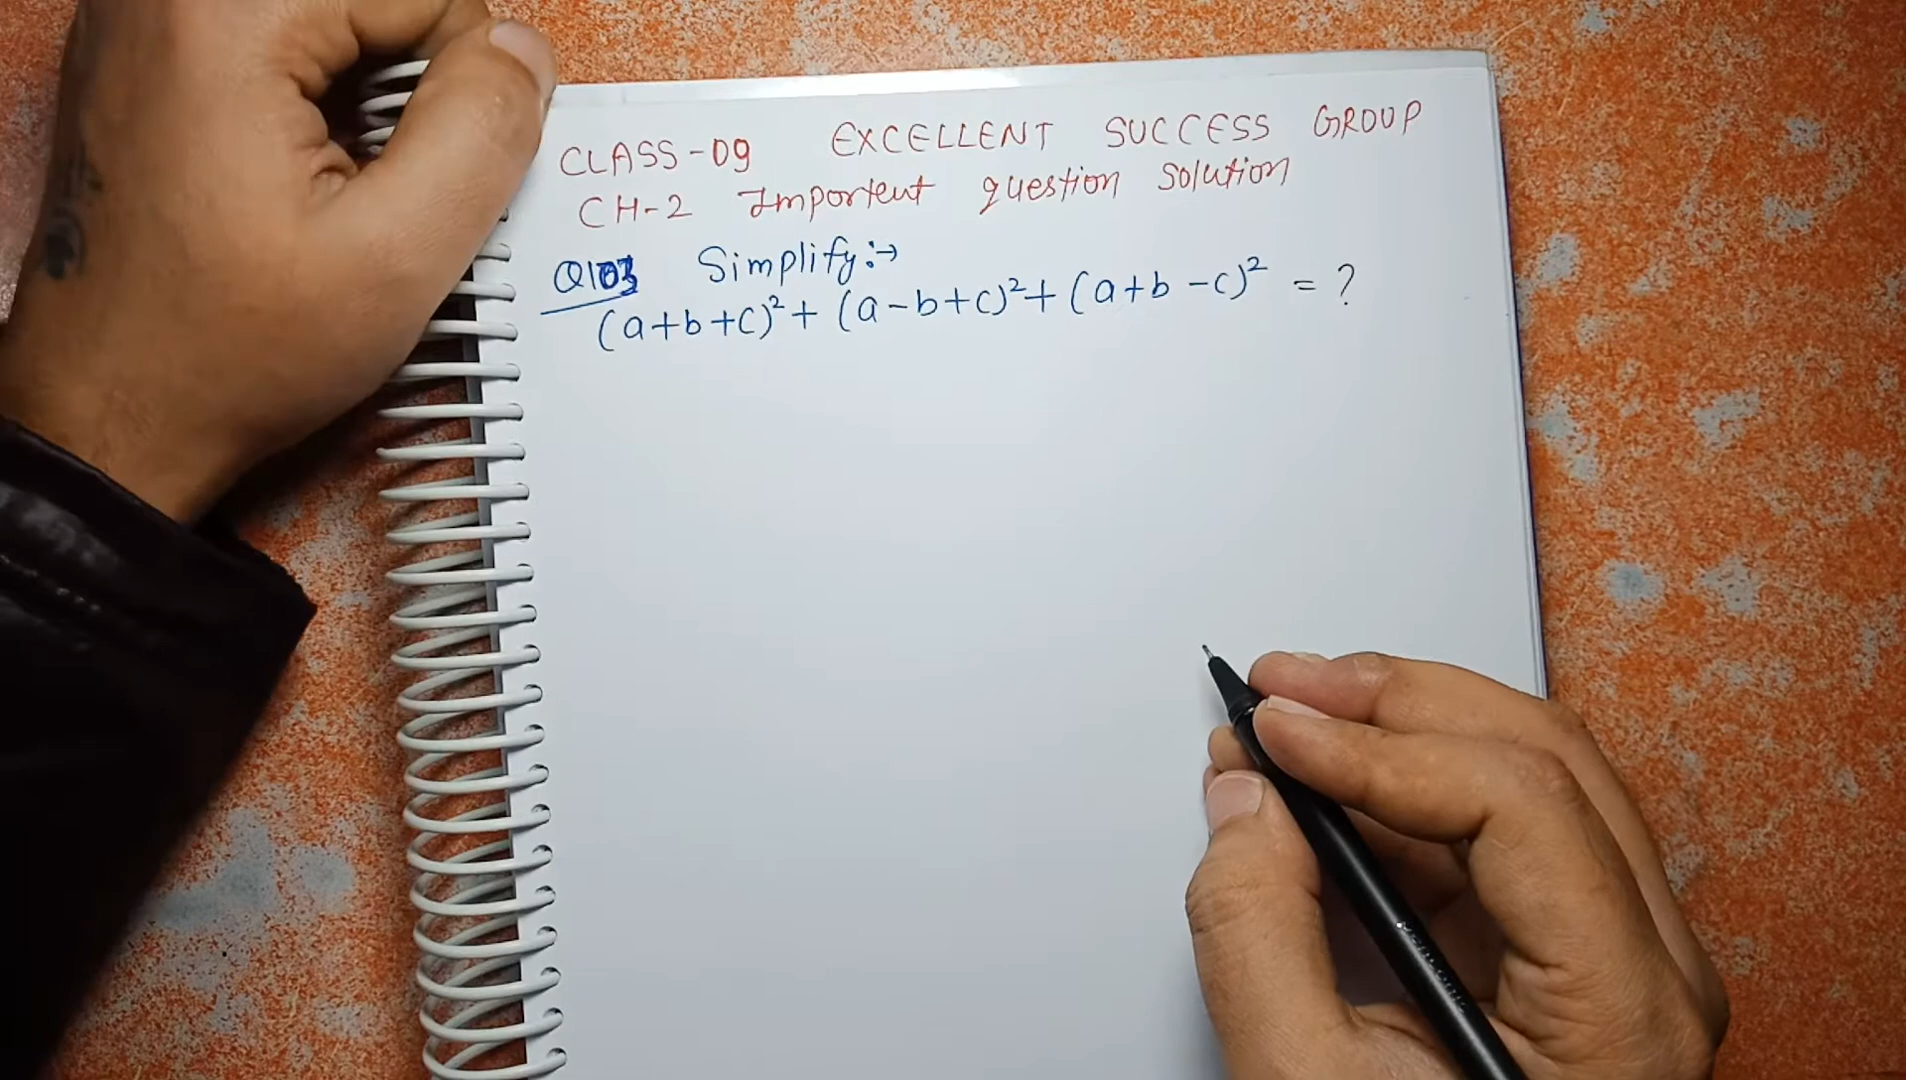 CLASS-09 EXCELLENT SUCCESS GROUP
CH-2 Importent question solution
Q103 Simplify:→
(a+b+c)²+(a-b+c)²+(a+b-c)² = ?